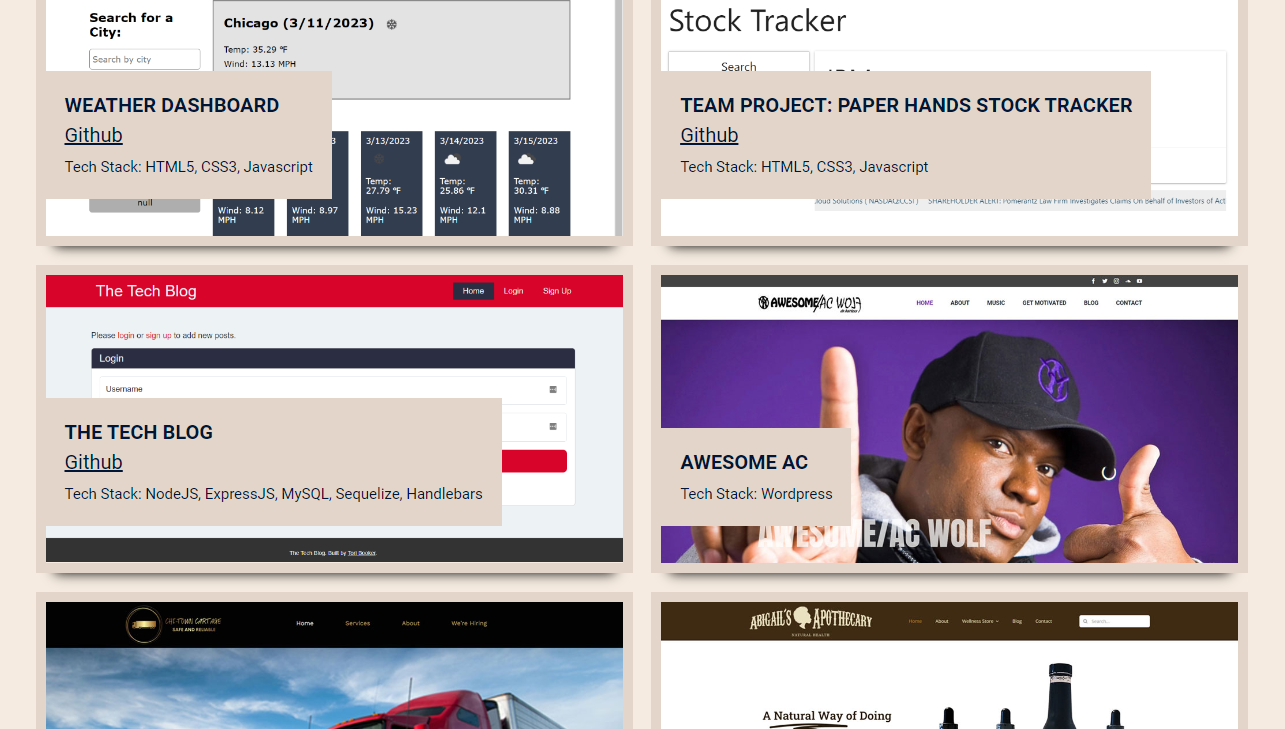 Search for a
City:
Search by city
Chicago (3/11/2023)
Temp: 35.29 °F
Wind: 13.13 MPH
WEATHER DASHBOARD
Github
Tech Stack: HTML5, CSS3, Javascript
null
3/13/2023
Temp:
27.79 °F
3/14/2023
Temp:
25.86 °F
3/15/2023
Temp:
30.31 °F
Wind: 8.12
MPH
Wind: 8.97
MPH
Wind: 15.23
MPH
Wind: 12.1
MPH
Wind: 8.88
MPH
Stock Tracker
Search
TEAM PROJECT: PAPER HANDS STOCK TRACKER
Github
Tech Stack: HTML5, CSS3, Javascript
loud Solutions ( NASDAQ:CCSI ) SHAREHOLDER ALERT: Pomerantz Law Firm Investigates Claims On Behalf of Investors of Act
The Tech Blog
Home Login Sign Up
Please login or sign up to add new posts.
Login
Username
THE TECH BLOG
Github
Tech Stack: NodeJS, ExpressJS, MySQL, Sequelize, Handlebars
The Tech Blog. Built by Ted Booker.
AWESOME/AC WOLF
HOME ABOUT MUSIC GET MOTIVATED BLOG CONTACT
AWESOME AC
Tech Stack: Wordpress
AWESOME/AC WOLF
CHI-TOWN CARTAGE
SAFE AND RELIABLE
Home Services About We're Hiring
ABIGAIL'S APOTHECARY
NATURAL HEALTH
Home About Wellness Store Blog Contact
Search...
A Natural Way of Doing